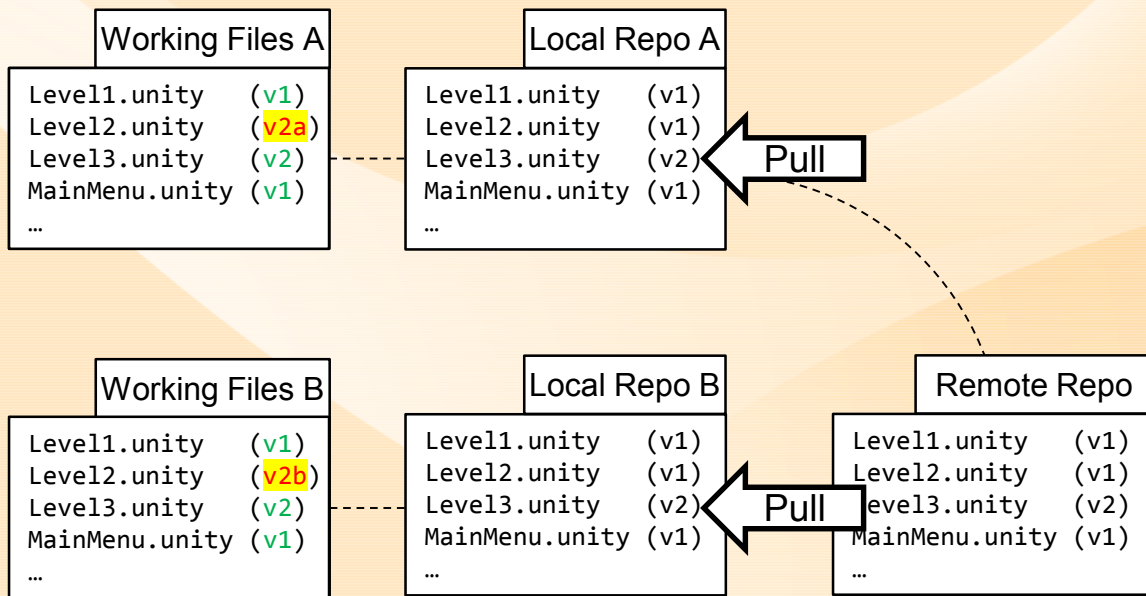 Working Files A
Level1.unity (v1)
Level2.unity (v2a)
Level3.unity (v2)
MainMenu.unity (v1)
…
Local Repo A
Level1.unity (v1)
Level2.unity (v1)
Level3.unity (v2)
MainMenu.unity (v1)
…
Pull
Working Files B
Level1.unity (v1)
Level2.unity (v2b)
Level3.unity (v2)
MainMenu.unity (v1)
…
Local Repo B
Level1.unity (v1)
Level2.unity (v1)
Level3.unity (v2)
MainMenu.unity (v1)
…
Pull
Remote Repo
Level1.unity (v1)
Level2.unity (v1)
Level3.unity (v2)
MainMenu.unity (v1)
…